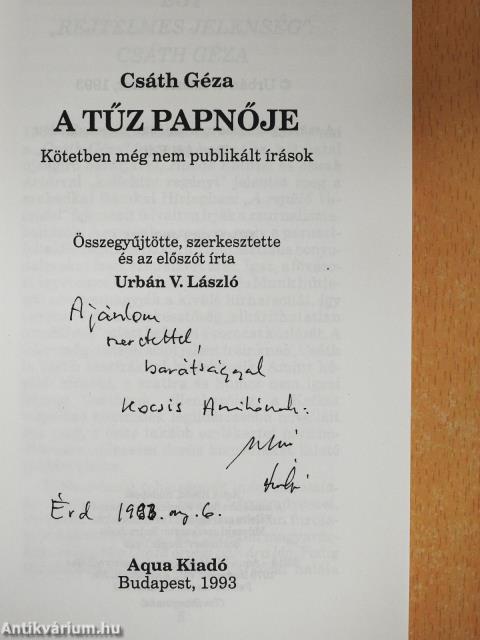 Csáth Géza
A TŰZ PAPNŐJE
Kötetben még nem publikált írások
Összegyűjtötte, szerkesztette
és az előszót írta
Urbán V. László
Ajánlom
szeretettel,
barátsággal
Kocsis Anikónak:
Érd
Aqua Kiadó
Budapest, 1993
Antikvárium.hu